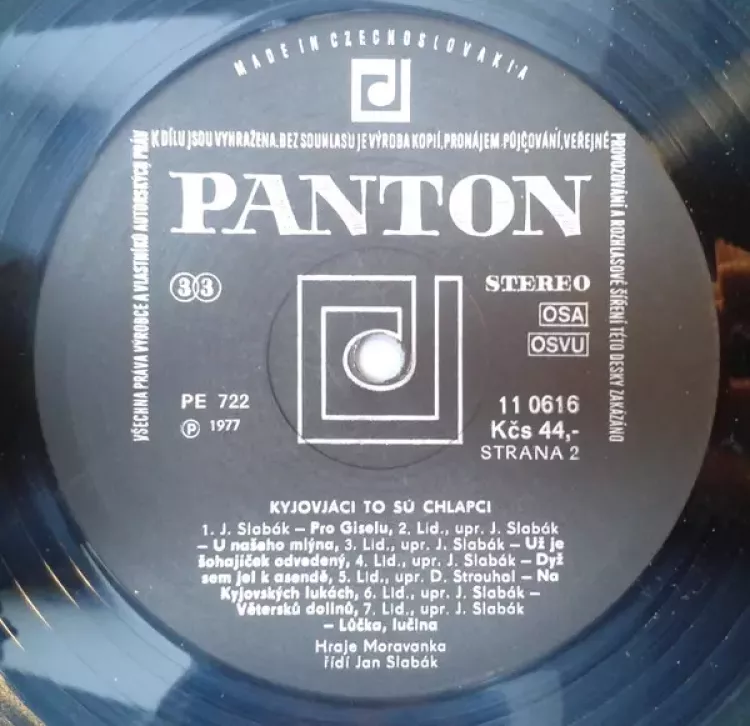 MADE IN CZECHOSLOVAKIA
VŠECHNA PRÁVA VÝROBCE A VLASTNÍKŮ AUTORSKÝCH PRÁV
K DÍLU JSOU VYHRAŽENA. BEZ SOUHLASU JE VÝROBA KOPIÍ, PRONÁJEM PŮJČOVÁNÍ, VEŘEJNÉ
PROVOZOVÁNÍ A ROZHLASOVÉ ŠÍŘENÍ TÉTO DESKY ZAKÁZÁNO
PANTON
33
STEREO
OSA
OSVU
PE 722
℗ 1977
11 0616
Kčs 44,-
STRANA 2
KYJOVJÁCI TO SÚ CHLAPCI
1. J. Slabák – Pro Giselu, 2. Lid., upr. J. Slabák
– U našeho mlýna, 3. Lid., upr. J. Slabák – Už je
šohajíček odvedený, 4. Lid., upr. J. Slabák – Dyž
sem jel k asendě, 5. Lid., upr. D. Strouhal – Na
Kyjovských lukách, 6. Lid., upr. J. Slabák –
Větersků dolinů, 7. Lid., upr. J. Slabák
– Lůčka, lučina
Hraje Moravanka
řídí Jan Slabák